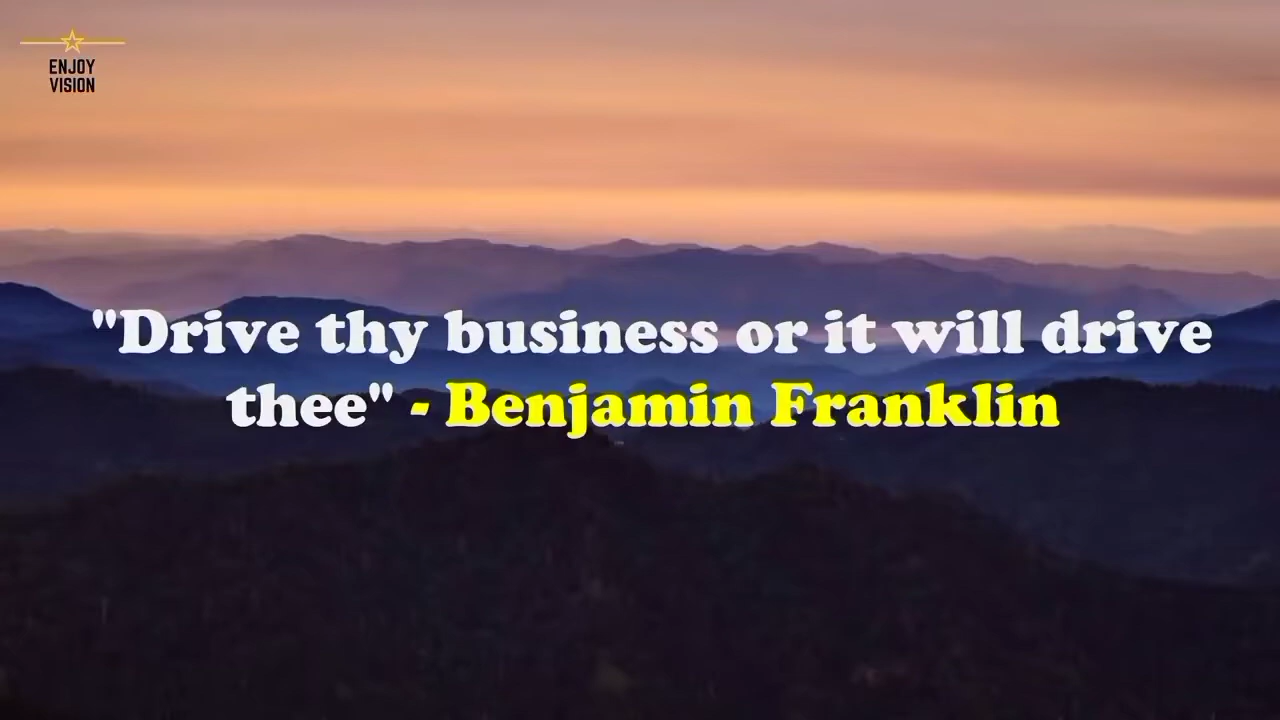 ENJOY
VISION
"Drive thy business or it will drive
thee" - Benjamin Franklin